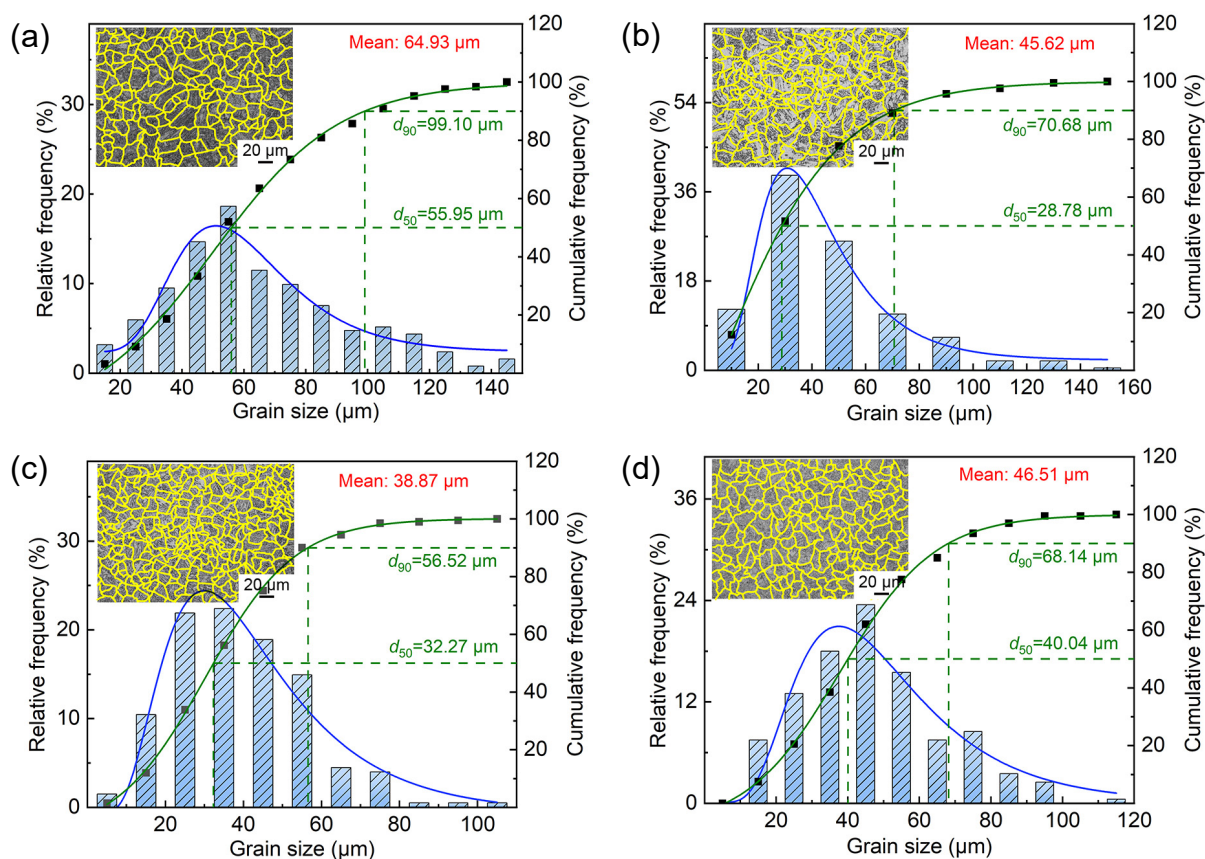 (a)
Mean: 64.93 μm
d90=99.10 μm
20 μm
d50=55.95 μm
Relative frequency (%)
0
10
20
30
Cumulative frequency (%)
20
40
60
80
100
120
20 40 60 80 100 120 140
Grain size (μm)
(b)
Mean: 45.62 μm
d90=70.68 μm
20 μm
d50=28.78 μm
Relative frequency (%)
0
18
36
54
Cumulative frequency (%)
20
40
60
80
100
120
20 40 60 80 100 120 140 160
Grain size (μm)
(c)
Mean: 38.87 μm
d90=56.52 μm
20 μm
d50=32.27 μm
Relative frequency (%)
0
10
20
30
Cumulative frequency (%)
20
40
60
80
100
120
20 40 60 80 100
Grain size (μm)
(d)
Mean: 46.51 μm
d90=68.14 μm
20 μm
d50=40.04 μm
Relative frequency (%)
0
12
24
36
Cumulative frequency (%)
20
40
60
80
100
120
20 40 60 80 100 120
Grain size (μm)